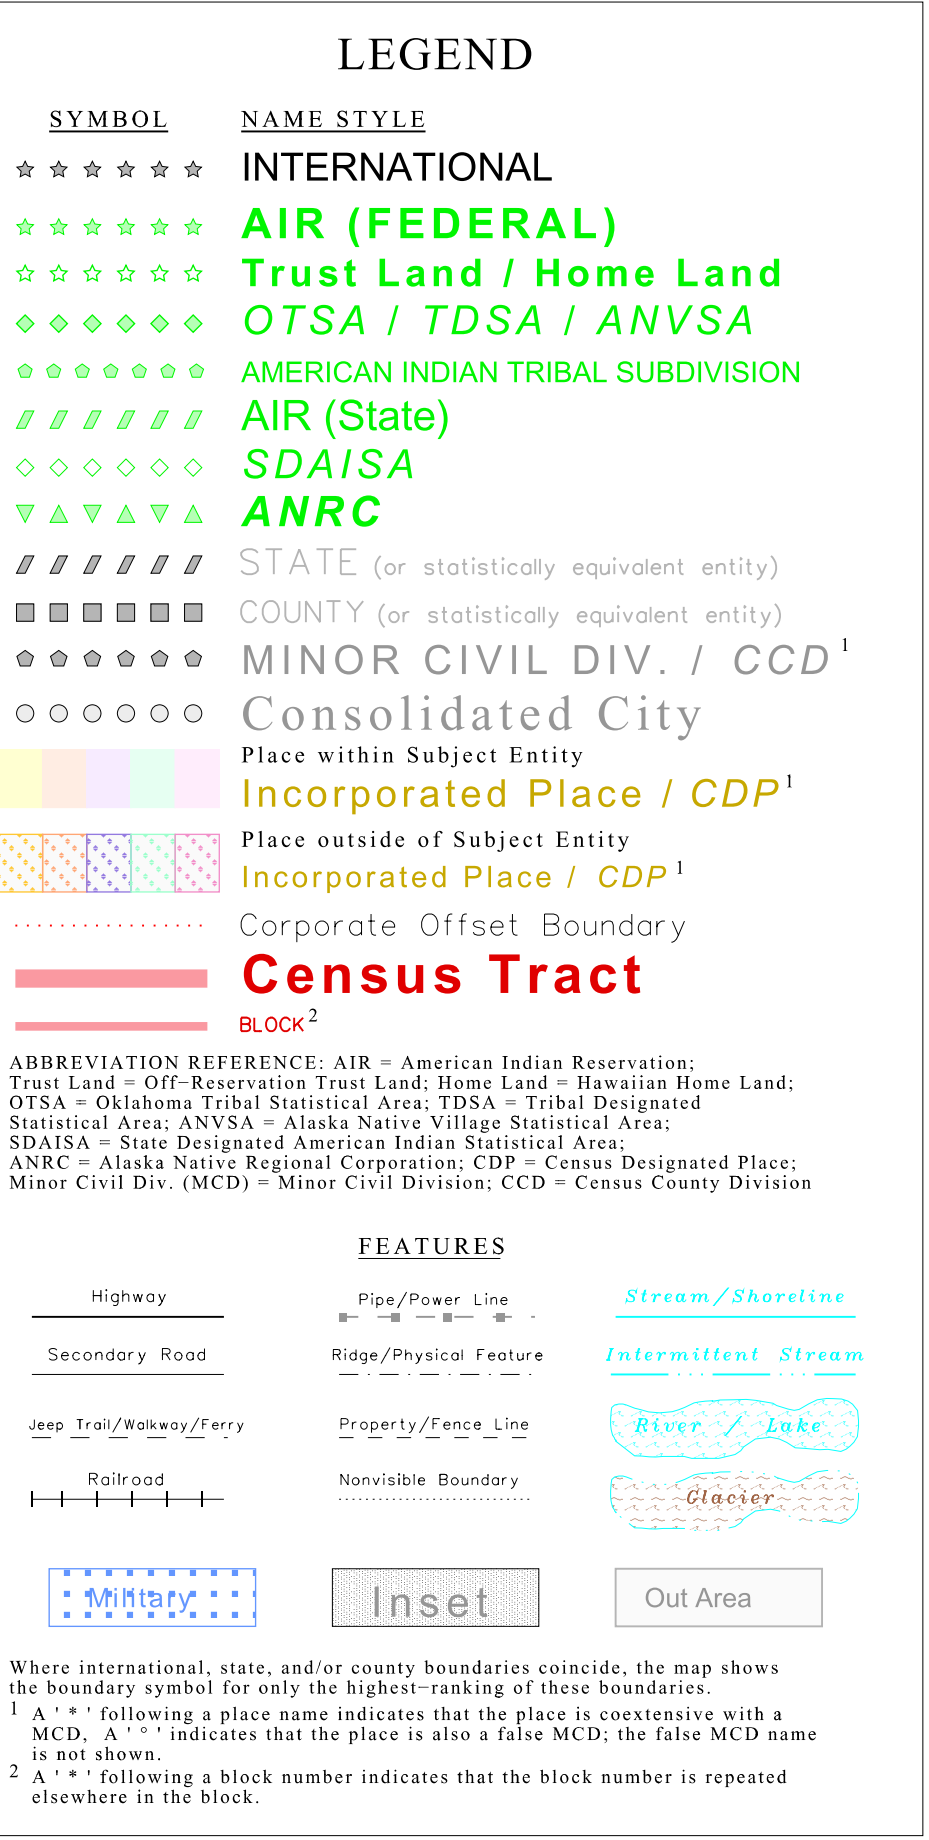 LEGEND
SYMBOL NAME STYLE
INTERNATIONAL
AIR (FEDERAL)
Trust Land / Home Land
OTSA / TDSA / ANVSA
AMERICAN INDIAN TRIBAL SUBDIVISION
AIR (State)
SDAISA
ANRC
STATE (or statistically equivalent entity)
COUNTY (or statistically equivalent entity)
MINOR CIVIL DIV. / CCD 1
Consolidated City
Place within Subject Entity
Incorporated Place / CDP 1
Place outside of Subject Entity
Incorporated Place / CDP 1
Corporate Offset Boundary
Census Tract
BLOCK 2
ABBREVIATION REFERENCE: AIR = American Indian Reservation;
Trust Land = Off−Reservation Trust Land; Home Land = Hawaiian Home Land;
OTSA = Oklahoma Tribal Statistical Area; TDSA = Tribal Designated
Statistical Area; ANVSA = Alaska Native Village Statistical Area;
SDAISA = State Designated American Indian Statistical Area;
ANRC = Alaska Native Regional Corporation; CDP = Census Designated Place;
Minor Civil Div. (MCD) = Minor Civil Division; CCD = Census County Division
FEATURES
Highway
Secondary Road
Jeep Trail/Walkway/Ferry
Railroad
Pipe/Power Line
Ridge/Physical Feature
Property/Fence Line
Nonvisible Boundary
Stream/Shoreline
Intermittent Stream
River / Lake
Glacier
Military
Inset
Out Area
Where international, state, and/or county boundaries coincide, the map shows
the boundary symbol for only the highest−ranking of these boundaries.
1 A ' * ' following a place name indicates that the place is coextensive with a
MCD, A ' ° ' indicates that the place is also a false MCD; the false MCD name
is not shown.
2 A ' * ' following a block number indicates that the block number is repeated
elsewhere in the block.